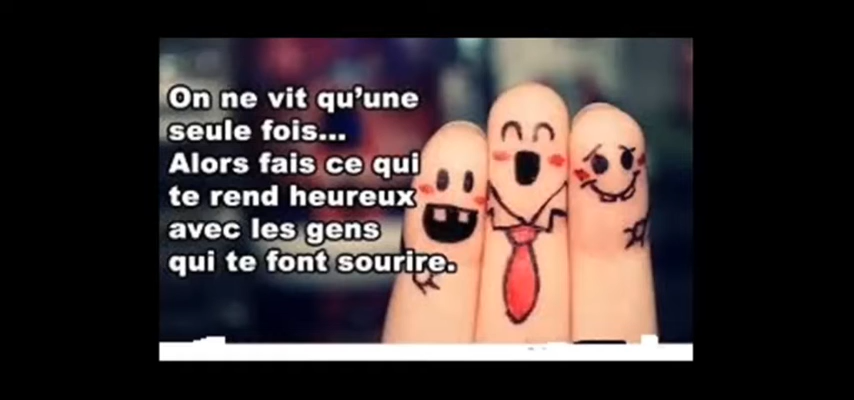 On ne vit qu'une
seule fois...
Alors fais ce qui
te rend heureux
avec les gens
qui te font sourire.